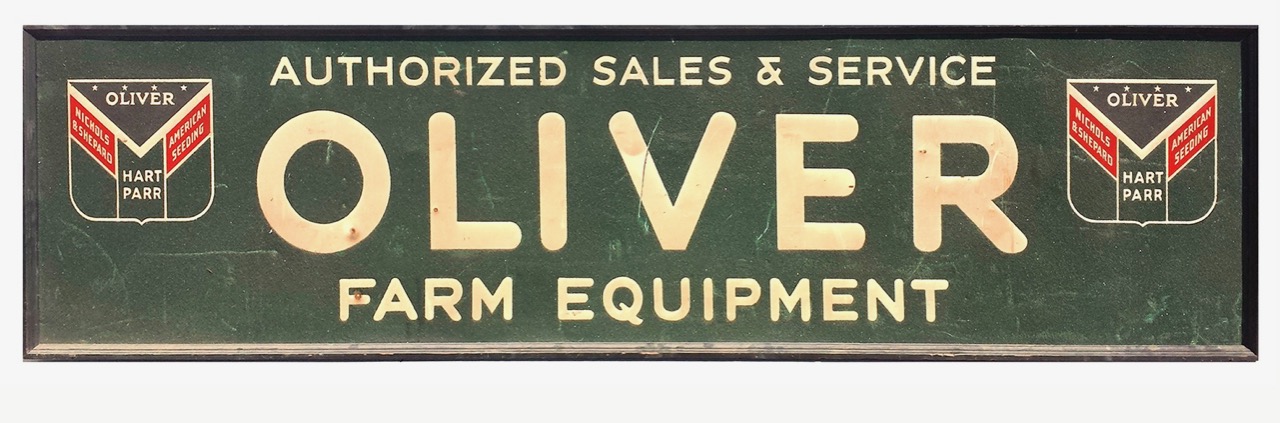 AUTHORIZED SALES & SERVICE
OLIVER
FARM EQUIPMENT
OLIVER
NICHOLS
& SHEPARD
AMERICAN
SEEDING
HART
PARR
OLIVER
NICHOLS
& SHEPARD
AMERICAN
SEEDING
HART
PARR